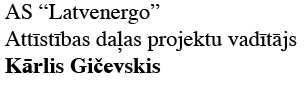 AS “Latvenergo”
Attīstības daļas projektu vadītājs
Kārlis Gičevskis